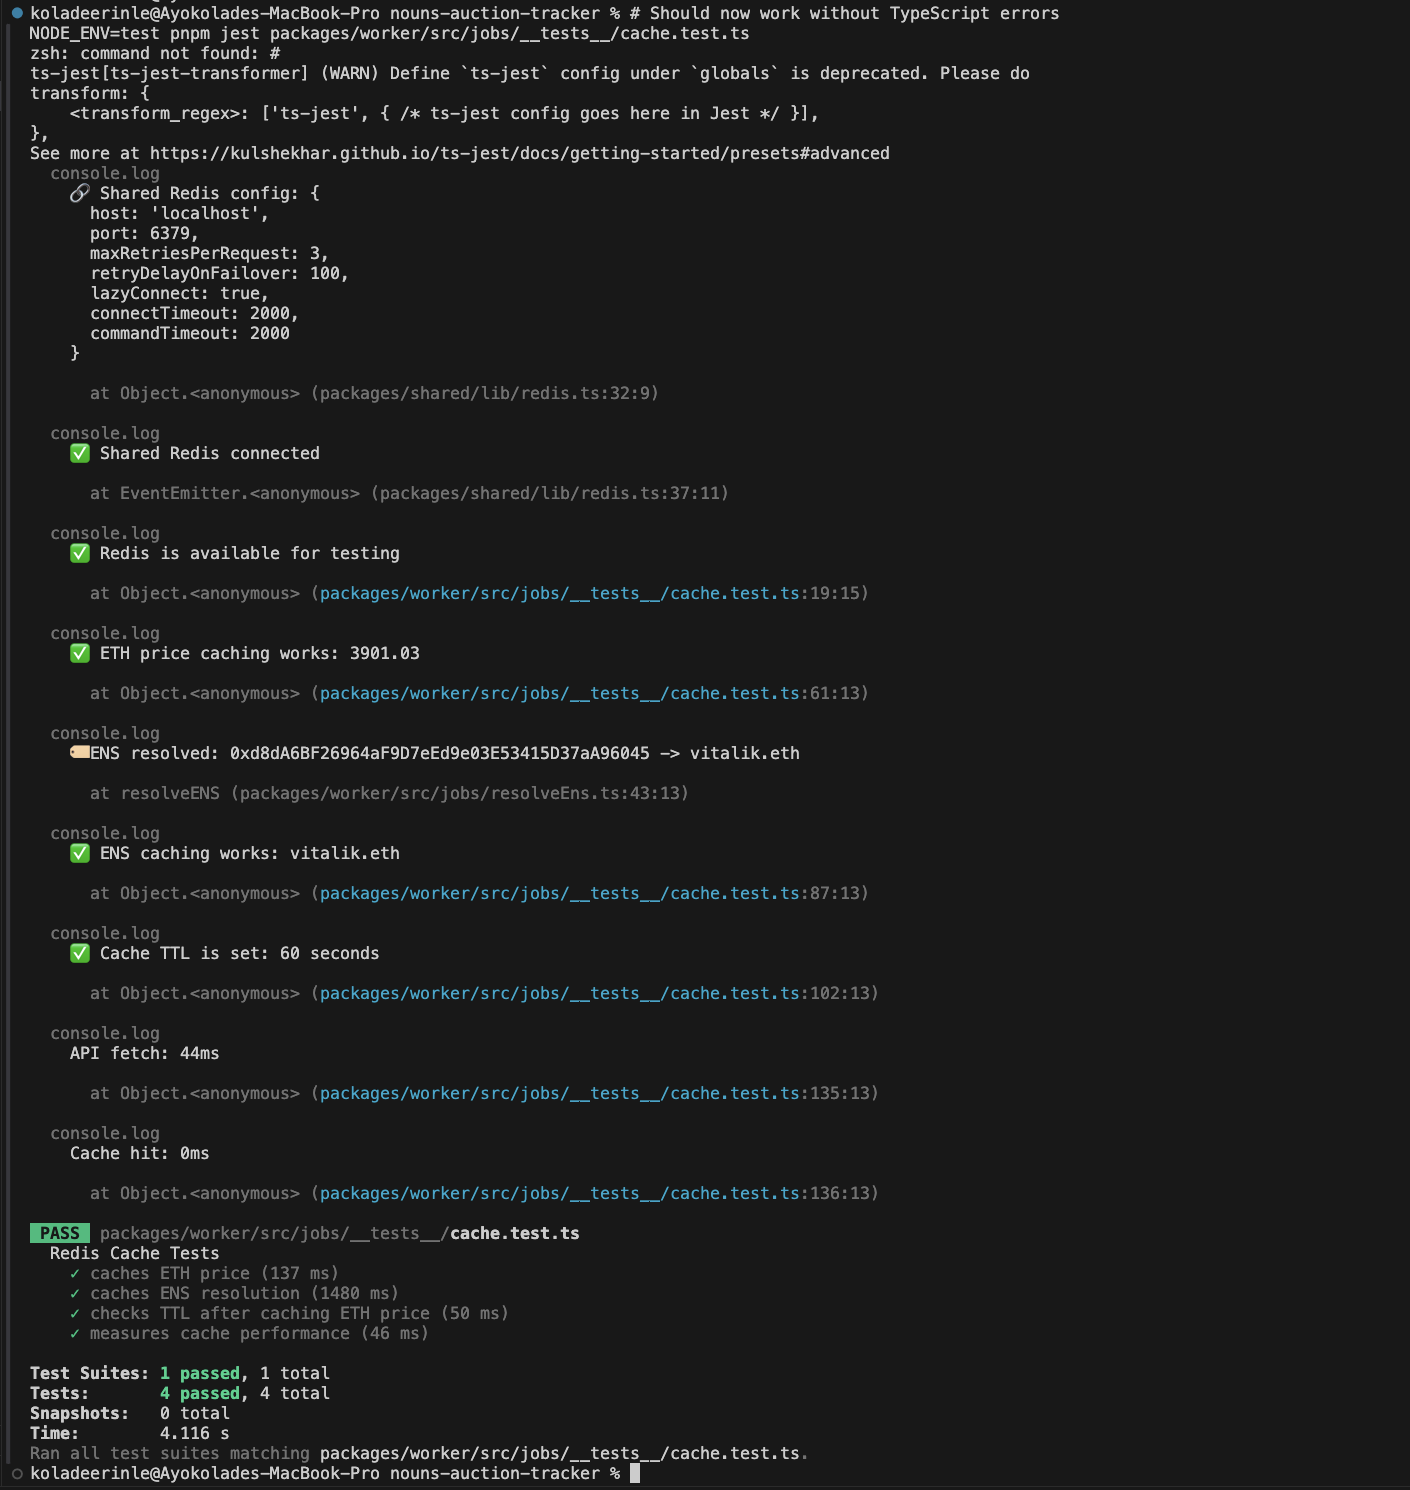 koladeerinle@Ayokolades-MacBook-Pro nouns-auction-tracker % # Should now work without TypeScript errors
NODE_ENV=test pnpm jest packages/worker/src/jobs/__tests__/cache.test.ts
zsh: command not found: #
ts-jest[ts-jest-transformer] (WARN) Define `ts-jest` config under `globals` is deprecated. Please do
transform: {
    <transform_regex>: ['ts-jest', { /* ts-jest config goes here in Jest */ }],
},
See more at https://kulshekhar.github.io/ts-jest/docs/getting-started/presets#advanced
  console.log
    🔗 Shared Redis config: {
      host: 'localhost',
      port: 6379,
      maxRetriesPerRequest: 3,
      retryDelayOnFailover: 100,
      lazyConnect: true,
      connectTimeout: 2000,
      commandTimeout: 2000
    }
      at Object.<anonymous> (packages/shared/lib/redis.ts:32:9)
  console.log
    ✅ Shared Redis connected
      at EventEmitter.<anonymous> (packages/shared/lib/redis.ts:37:11)
  console.log
    ✅ Redis is available for testing
      at Object.<anonymous> (packages/worker/src/jobs/__tests__/cache.test.ts:19:15)
  console.log
    ✅ ETH price caching works: 3901.03
      at Object.<anonymous> (packages/worker/src/jobs/__tests__/cache.test.ts:61:13)
  console.log
    🏷️ENS resolved: 0xd8dA6BF26964aF9D7eEd9e03E53415D37aA96045 -> vitalik.eth
      at resolveENS (packages/worker/src/jobs/resolveEns.ts:43:13)
  console.log
    ✅ ENS caching works: vitalik.eth
      at Object.<anonymous> (packages/worker/src/jobs/__tests__/cache.test.ts:87:13)
  console.log
    ✅ Cache TTL is set: 60 seconds
      at Object.<anonymous> (packages/worker/src/jobs/__tests__/cache.test.ts:102:13)
  console.log
    API fetch: 44ms
      at Object.<anonymous> (packages/worker/src/jobs/__tests__/cache.test.ts:135:13)
  console.log
    Cache hit: 0ms
      at Object.<anonymous> (packages/worker/src/jobs/__tests__/cache.test.ts:136:13)
PASS packages/worker/src/jobs/__tests__/cache.test.ts
  Redis Cache Tests
    ✓ caches ETH price (137 ms)
    ✓ caches ENS resolution (1480 ms)
    ✓ checks TTL after caching ETH price (50 ms)
    ✓ measures cache performance (46 ms)
Test Suites: 1 passed, 1 total
Tests:       4 passed, 4 total
Snapshots:   0 total
Time:        4.116 s
Ran all test suites matching packages/worker/src/jobs/__tests__/cache.test.ts.
koladeerinle@Ayokolades-MacBook-Pro nouns-auction-tracker %